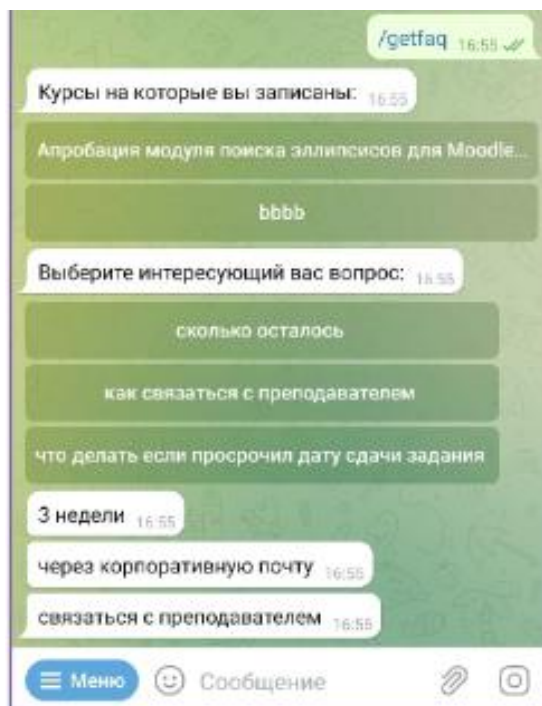 /getfaq 16:55
Курсы на которые вы записаны: 16:55
Апробация модуля поиска эллипсисов для Moodle...
bbbb
Выберите интересующий вас вопрос: 16:55
сколько осталось
как связаться с преподавателем
что делать если просрочил дату сдачи задания
3 недели 16:55
через корпоративную почту 16:55
связаться с преподавателем 16:55
Меню Сообщение